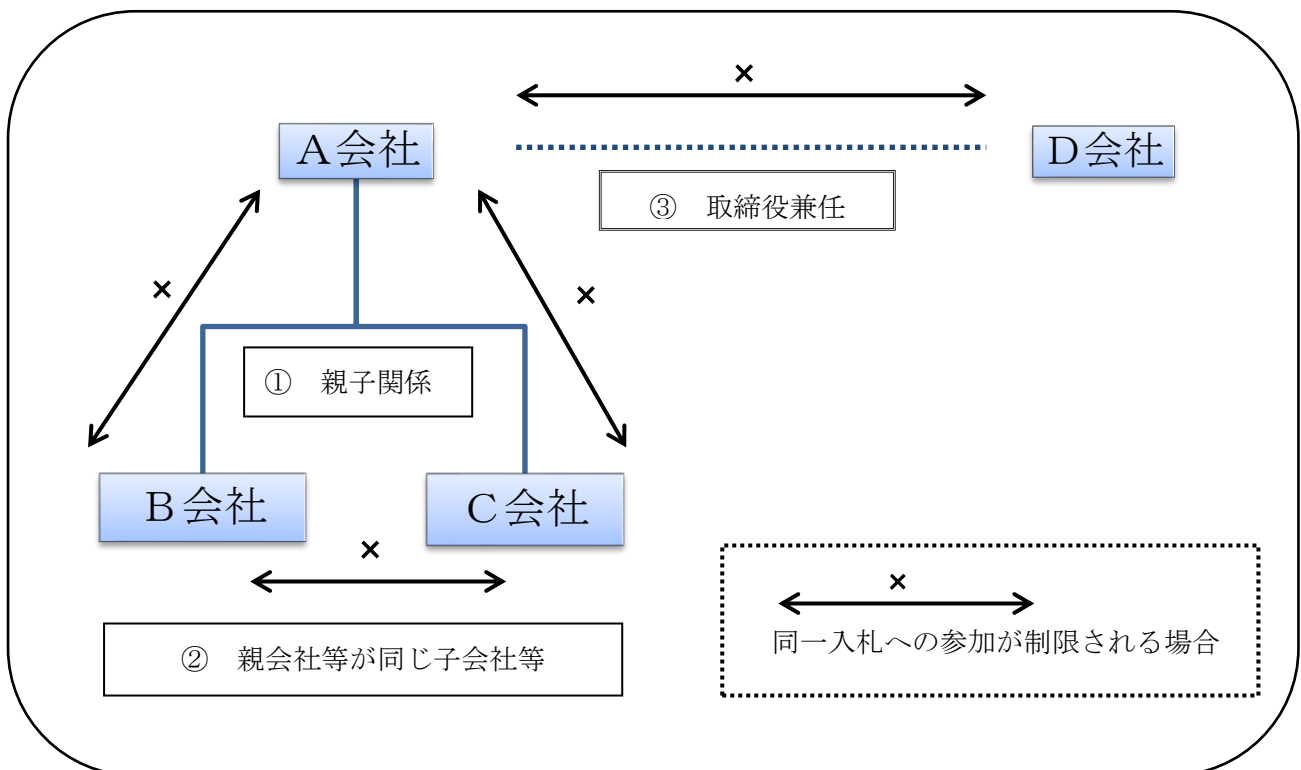 ×
A会社
D会社
③ 取締役兼任
×
×
① 親子関係
B会社
C会社
×
② 親会社等が同じ子会社等
×
同一入札への参加が制限される場合